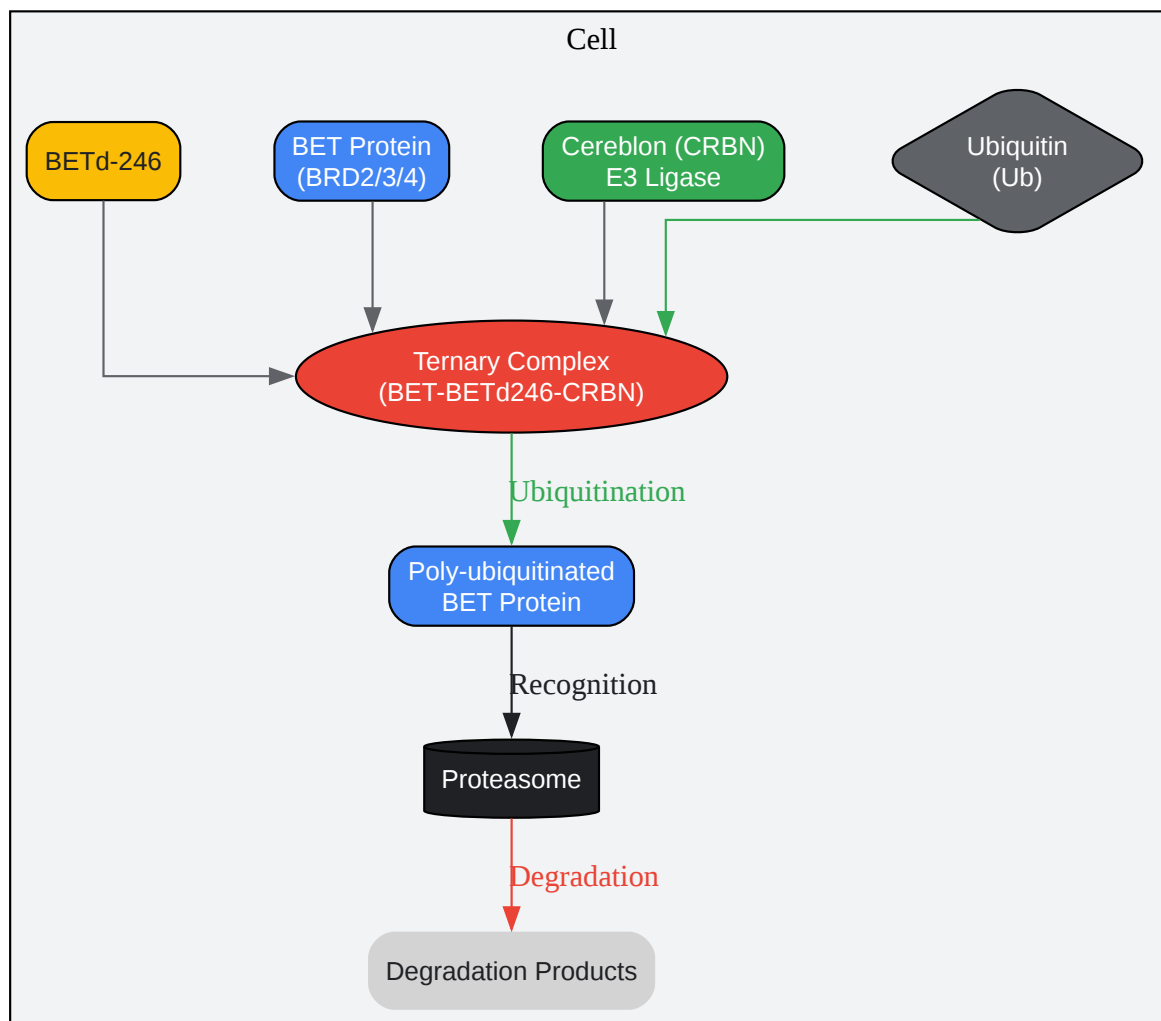 Cell
BETd-246
BET Protein
(BRD2/3/4)
Cereblon (CRBN)
E3 Ligase
Ubiquitin
(Ub)
Ternary Complex
(BET-BETd246-CRBN)
Ubiquitination
Poly-ubiquitinated
BET Protein
Recognition
Proteasome
Degradation
Degradation Products